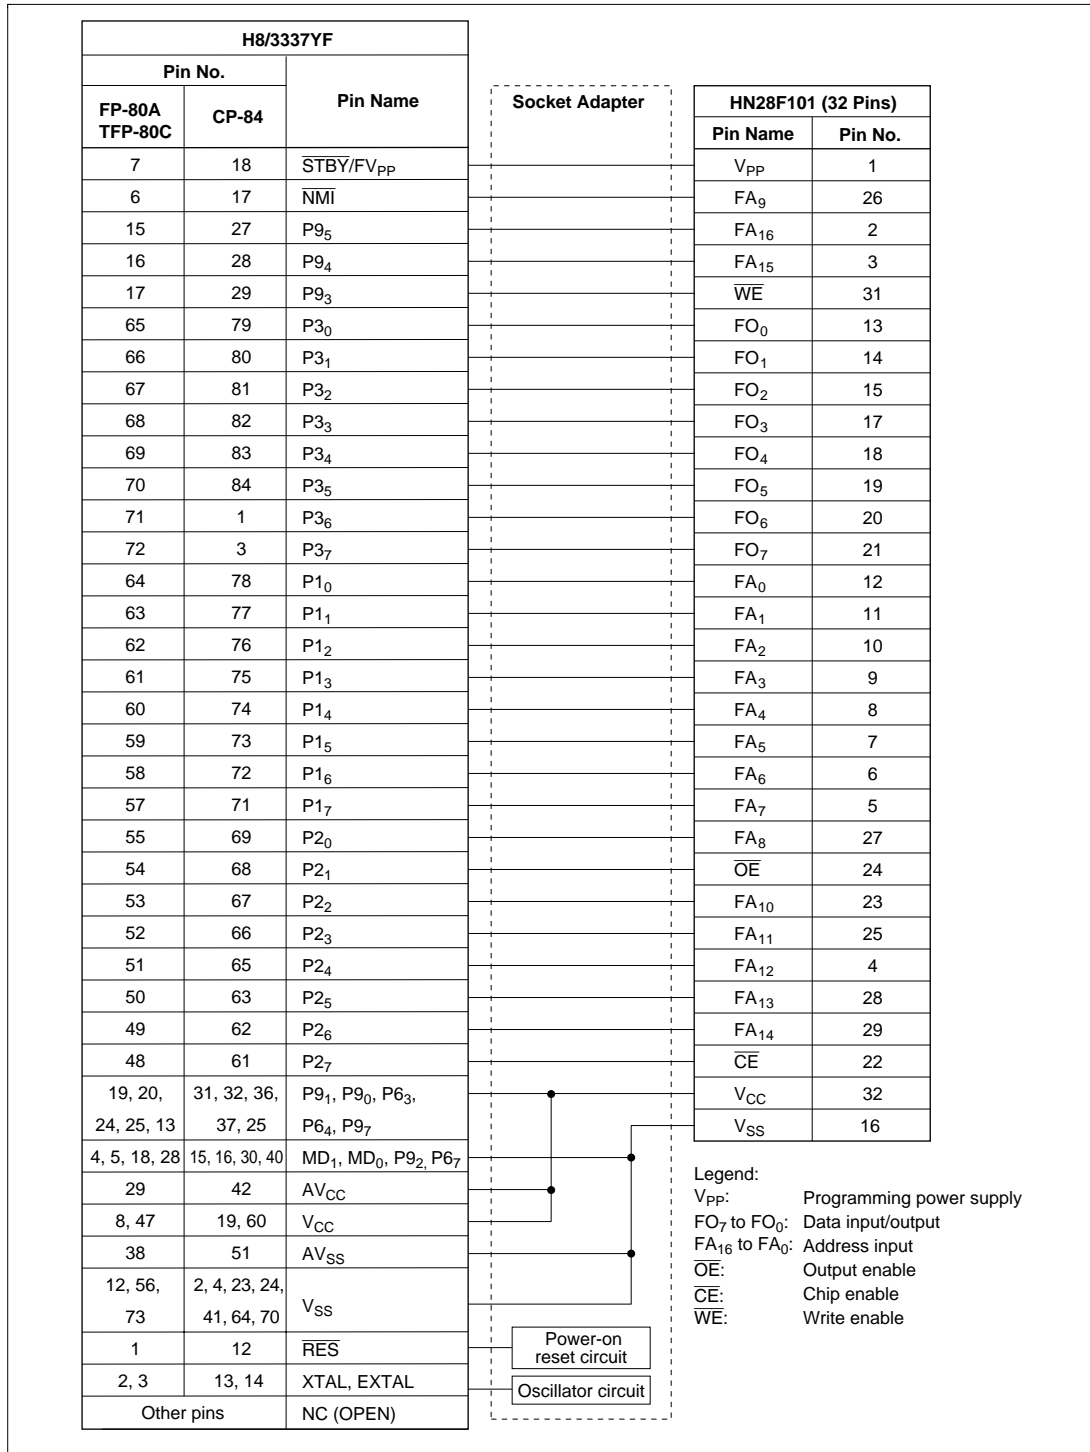 H8/3337YF
Pin No.
Pin Name
FP-80A
TFP-80C
CP-84
Socket Adapter
HN28F101 (32 Pins)
Pin Name Pin No.
7 18 STBY/FVPP VPP 1
6 17 NMI FA9 26
15 27 P95 FA16 2
16 28 P94 FA15 3
17 29 P93 WE 31
65 79 P30 FO0 13
66 80 P31 FO1 14
67 81 P32 FO2 15
68 82 P33 FO3 17
69 83 P34 FO4 18
70 84 P35 FO5 19
71 1 P36 FO6 20
72 3 P37 FO7 21
64 78 P10 FA0 12
63 77 P11 FA1 11
62 76 P12 FA2 10
61 75 P13 FA3 9
60 74 P14 FA4 8
59 73 P15 FA5 7
58 72 P16 FA6 6
57 71 P17 FA7 5
55 69 P20 FA8 27
54 68 P21 OE 24
53 67 P22 FA10 23
52 66 P23 FA11 25
51 65 P24 FA12 4
50 63 P25 FA13 28
49 62 P26 FA14 29
48 61 P27 CE 22
19, 20, 31, 32, 36, P91, P90, P63, VCC 32
24, 25, 13 37, 25 P64, P97 VSS 16
4, 5, 18, 28 15, 16, 30, 40 MD1, MD0, P92, P67
29 42 AVCC
8, 47 19, 60 VCC
38 51 AVSS
12, 56, 2, 4, 23, 24,
73 41, 64, 70
VSS
1 12 RES
Power-on
reset circuit
2, 3 13, 14 XTAL, EXTAL
Oscillator circuit
Other pins NC (OPEN)
Legend:
VPP: Programming power supply
FO7 to FO0: Data input/output
FA16 to FA0: Address input
OE: Output enable
CE: Chip enable
WE: Write enable